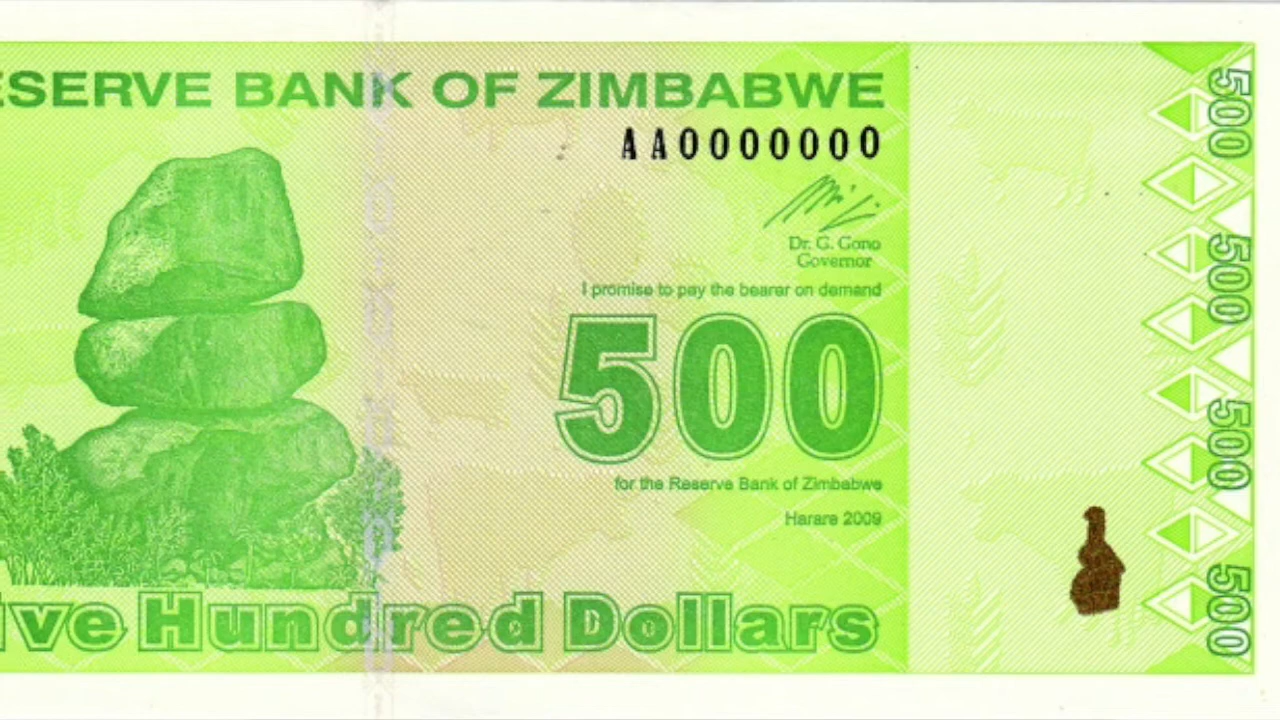 ESERVE BANK OF ZIMBABWE
AA0000000
Dr. G. Gono
Governor
I promise to pay the bearer on demand
500
for the Reserve Bank of Zimbabwe
Harare 2009
ive Hundred Dollars
500
500
500
500